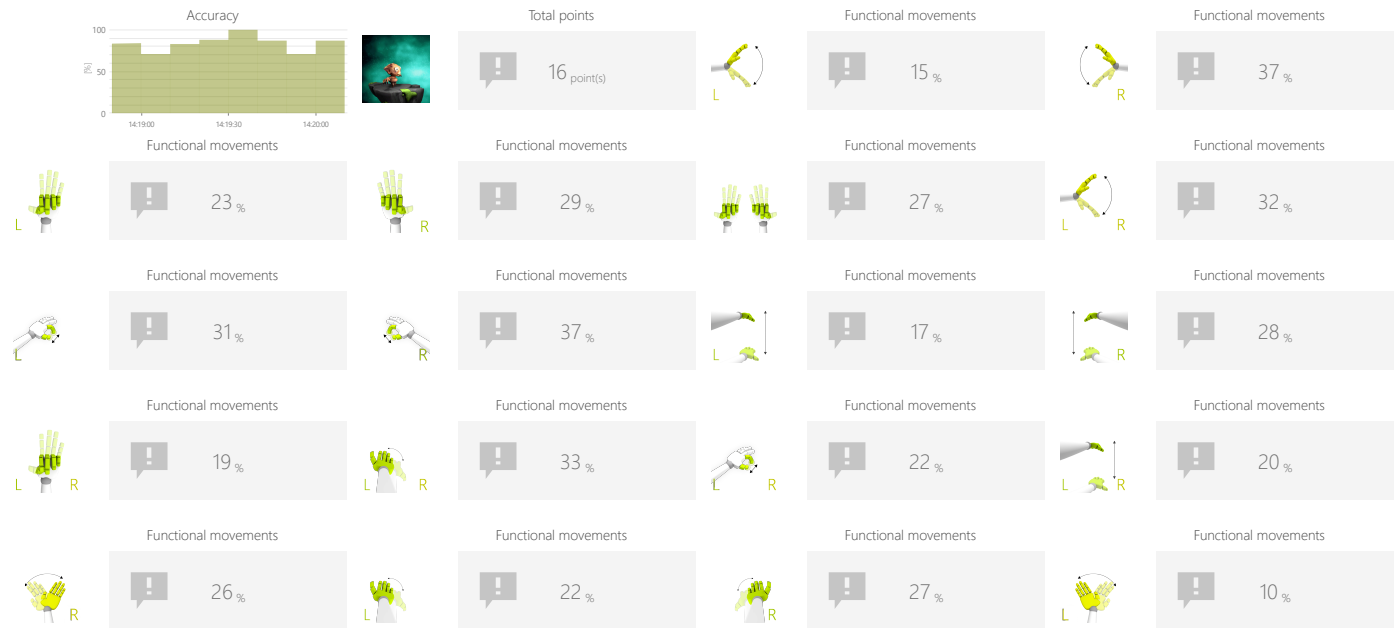 Accuracy
Total points
Functional movements
Functional movements
100
[%]
50
0
14:19:00
14:19:30
14:20:00
16 point(s)
L
15 %
R
37 %
Functional movements
Functional movements
Functional movements
Functional movements
L
23 %
R
29 %
27 %
L R
32 %
Functional movements
Functional movements
Functional movements
Functional movements
L
31 %
R
37 %
L
17 %
R
28 %
Functional movements
Functional movements
Functional movements
Functional movements
L R
19 %
L R
33 %
L R
22 %
L R
20 %
Functional movements
Functional movements
Functional movements
Functional movements
R
26 %
L
22 %
R
27 %
L
10 %